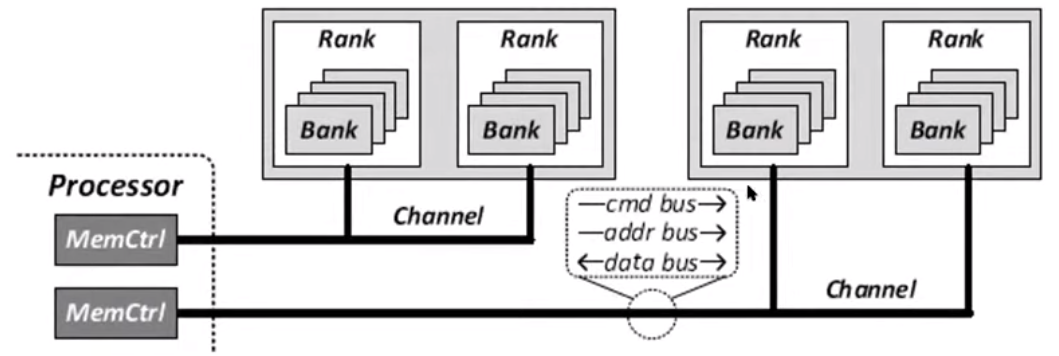 Rank
Rank
Rank
Rank
Bank
Bank
Bank
Bank
Processor
MemCtrl
Channel
cmd bus
addr bus
data bus
MemCtrl
Channel